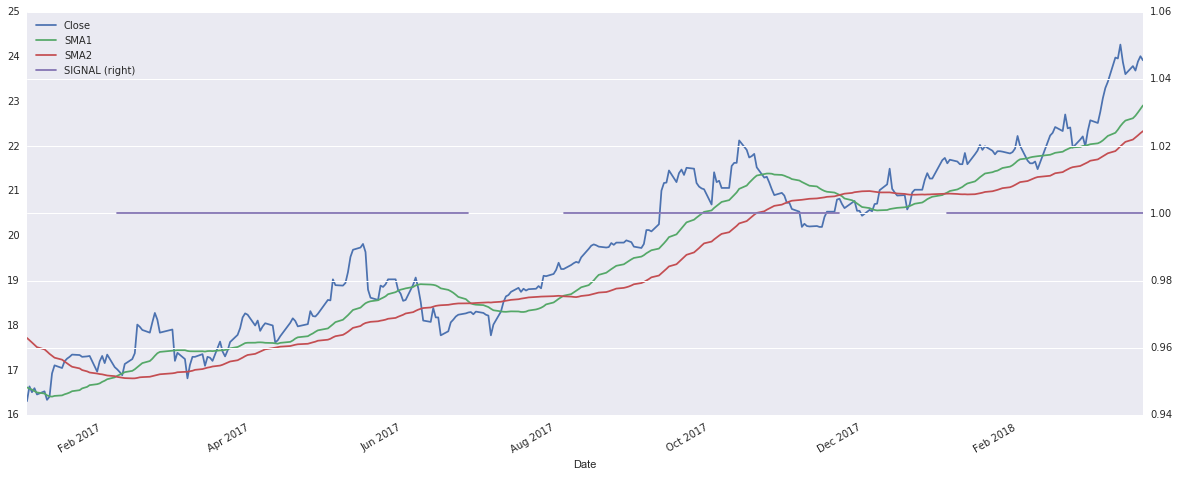 Close
SMA1
SMA2
SIGNAL (right)
25
24
23
22
21
20
19
18
17
16
1.06
1.04
1.02
1.00
0.98
0.96
0.94
Feb 2017
Apr 2017
Jun 2017
Aug 2017
Oct 2017
Dec 2017
Feb 2018
Date